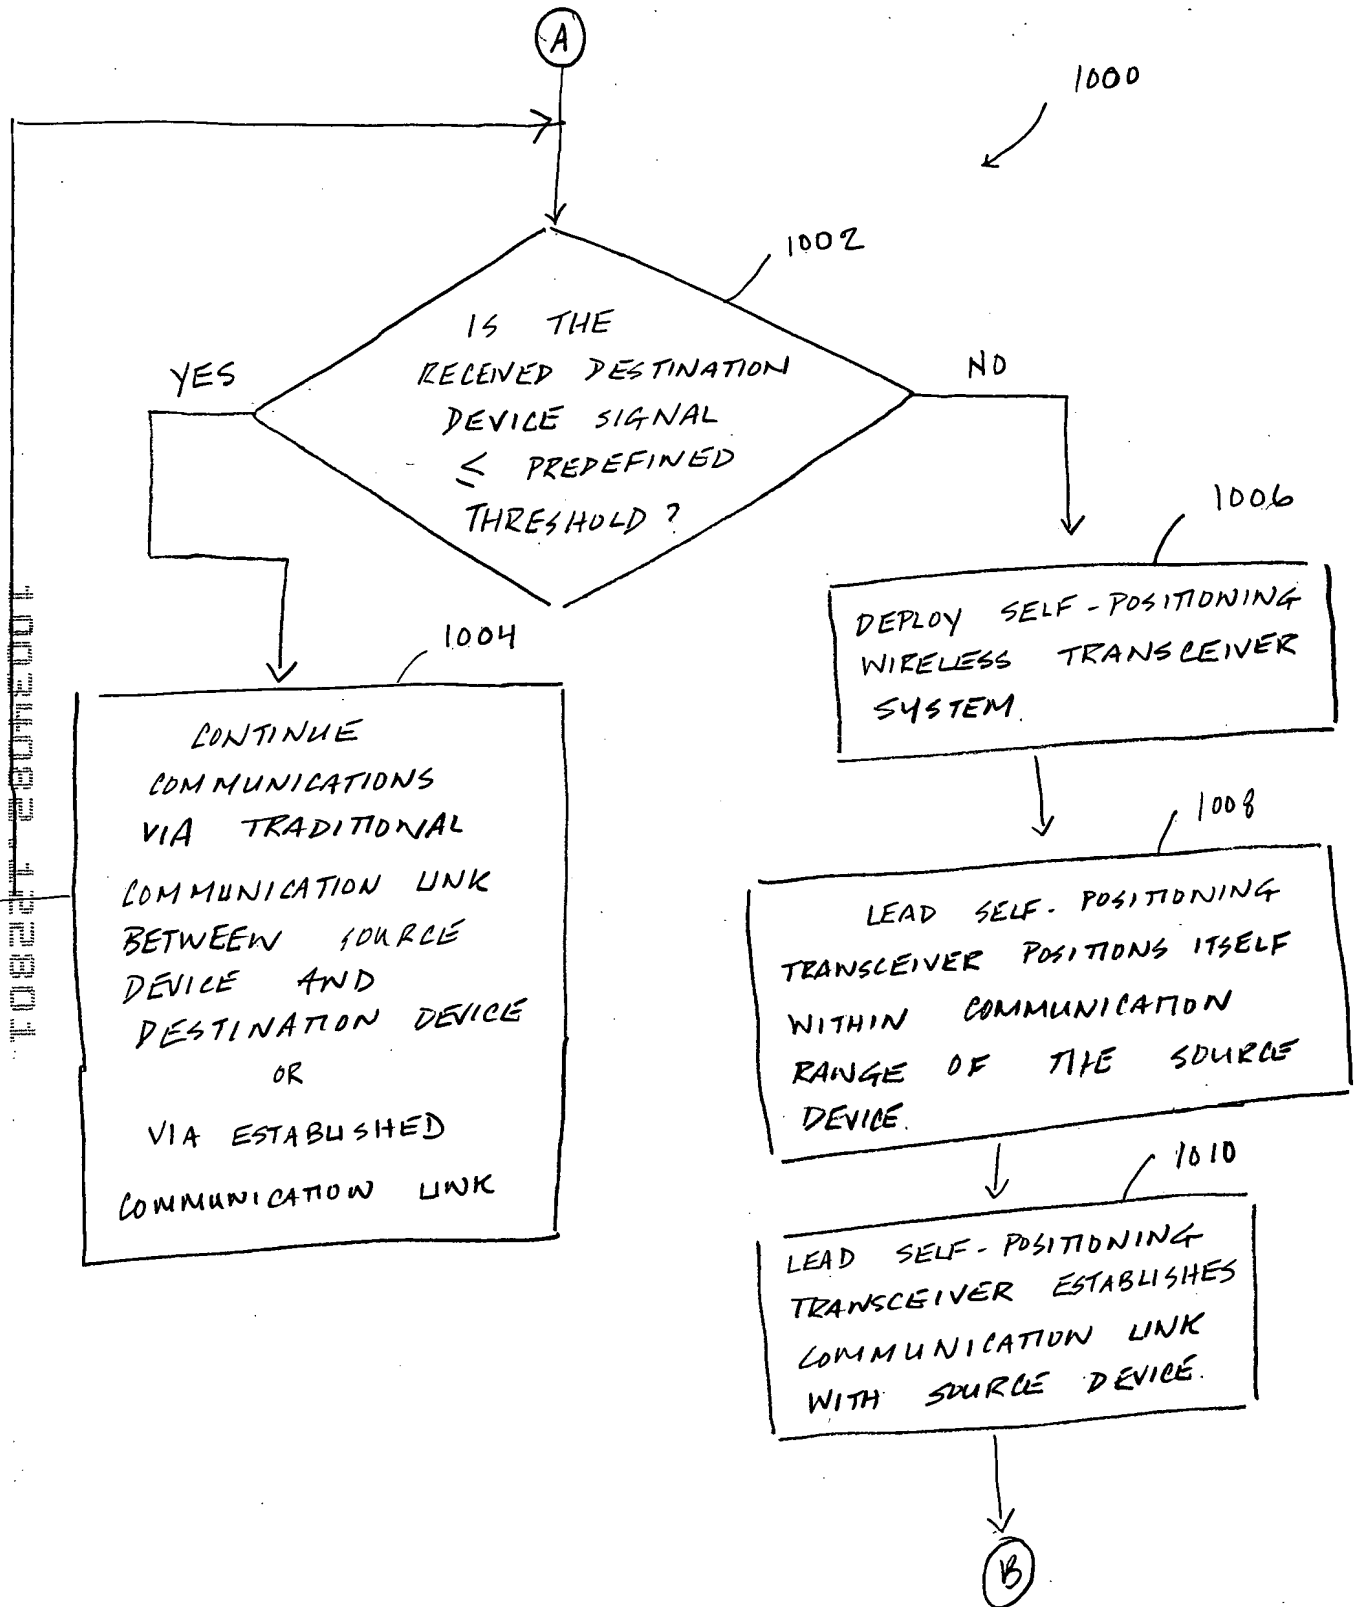 A
1000
1002
IS THE
RECEIVED DESTINATION
DEVICE SIGNAL
≤ PREDEFINED
THRESHOLD?
YES
NO
1004
CONTINUE
COMMUNICATIONS
VIA TRADITIONAL
COMMUNICATION LINK
BETWEEN SOURCE
DEVICE AND
DESTINATION DEVICE
OR
VIA ESTABLISHED
COMMUNICATION LINK
1006
DEPLOY SELF-POSITIONING
WIRELESS TRANSCEIVER
SYSTEM.
1008
LEAD SELF-POSITIONING
TRANSCEIVER POSITIONS ITSELF
WITHIN COMMUNICATION
RANGE OF THE SOURCE
DEVICE.
1010
LEAD SELF-POSITIONING
TRANSCEIVER ESTABLISHES
COMMUNICATION LINK
WITH SOURCE DEVICE.
B
10034082 .122801